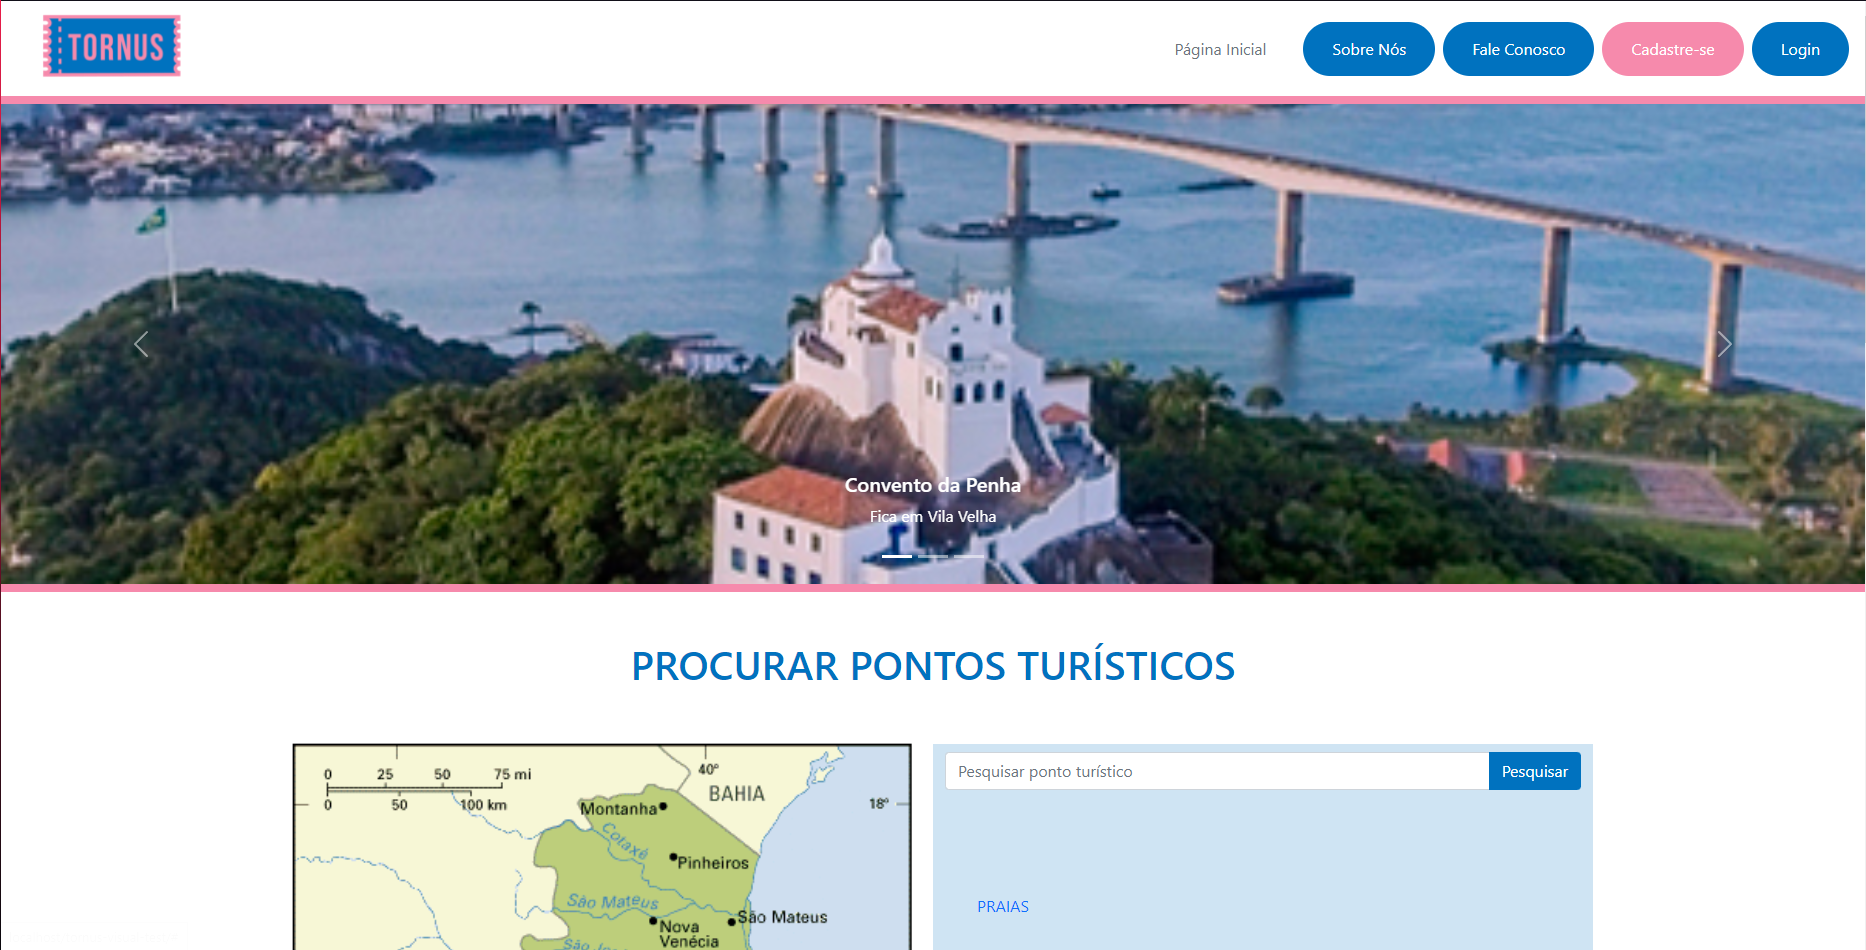 TORNUS
Página Inicial
Sobre Nós
Fale Conosco
Cadastre-se
Login
Convento da Penha
Fica em Vila Velha
PROCURAR PONTOS TURÍSTICOS
0 25 50 75 mi
0 50 100 km
40°
BAHIA
18°
Montanha
Cotaxé
Pinheiros
São Mateus
São Mateus
Nova
Venécia
Pesquisar ponto turístico
Pesquisar
PRAIAS